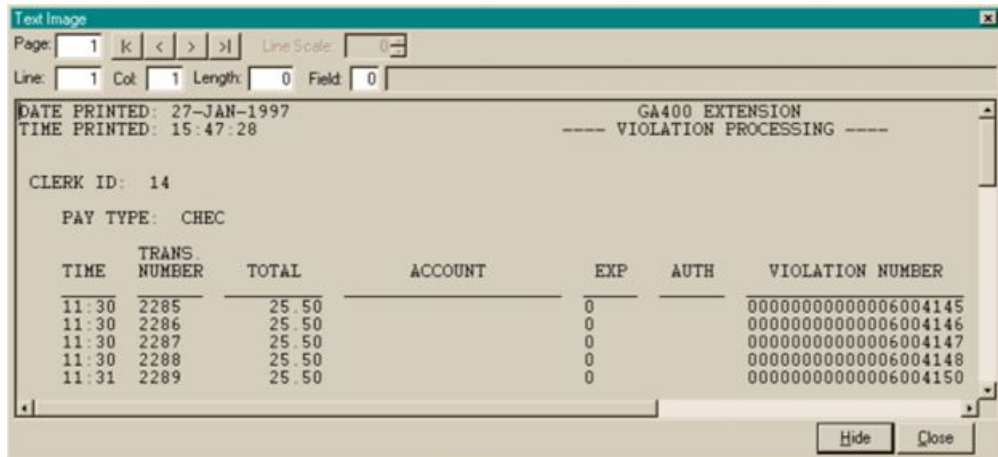 Text Image
Page: 1 Line Scale: 0
Line: 1 Col: 1 Length: 0 Field: 0
DATE PRINTED: 27-JAN-1997 GA400 EXTENSION
TIME PRINTED: 15:47:28 ---- VIOLATION PROCESSING ----
CLERK ID: 14
PAY TYPE: CHEC
TRANS.
TIME NUMBER TOTAL ACCOUNT EXP AUTH VIOLATION NUMBER
11:30 2285 25.50 0 00000000000006004145
11:30 2286 25.50 0 00000000000006004146
11:30 2287 25.50 0 00000000000006004147
11:30 2288 25.50 0 00000000000006004148
11:31 2289 25.50 0 00000000000006004150
Hide Close